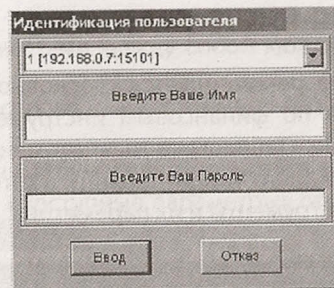 Идентификация пользователя
1 [192.168.0.7:15101]
Введите Ваше Имя
Введите Ваш Пароль
Ввод
Отказ